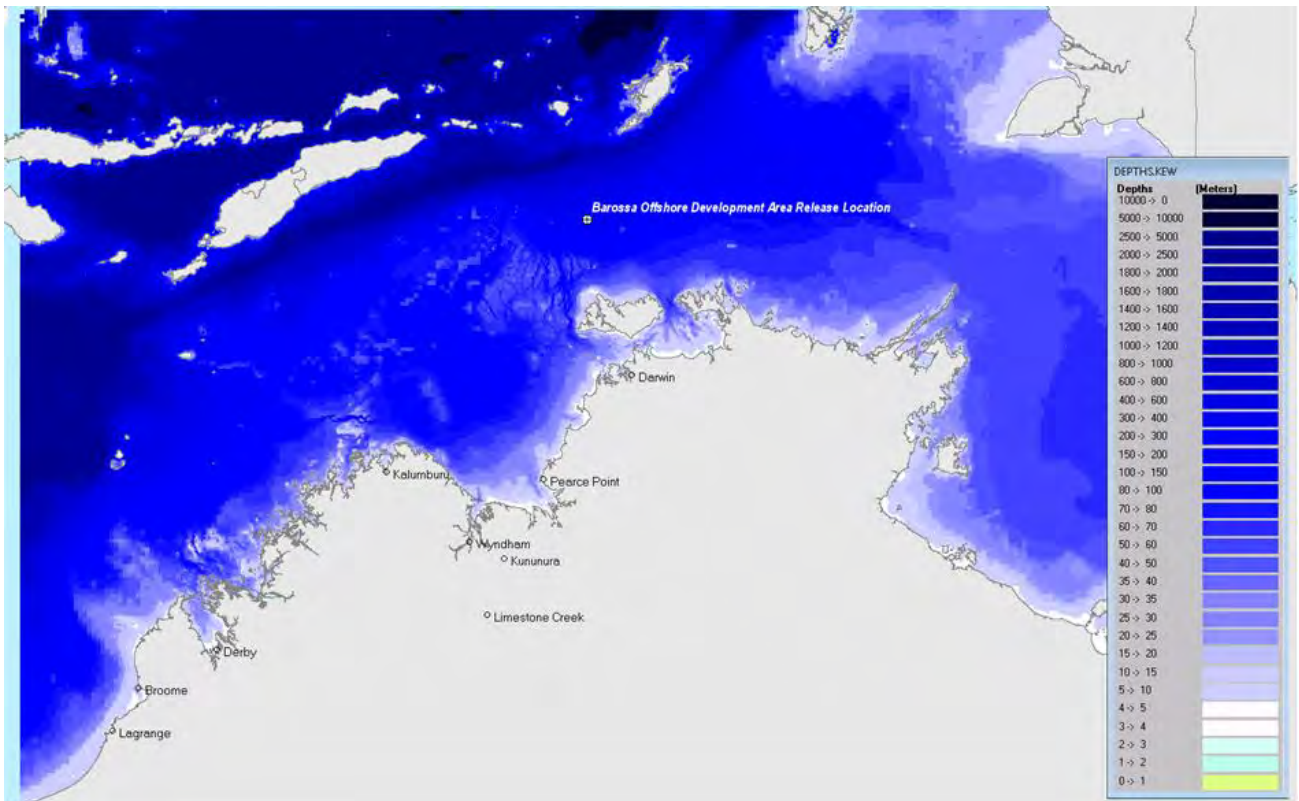 Barossa Offshore Development Area Release Location
Darwin
Kalumburu
Pearce Point
Wyndham
Kununura
Limestone Creek
Derby
Broome
Lagrange
DEPTHS.KEW
Depths (Meters)
10000 -> 0
5000 -> 10000
2500 -> 5000
2000 -> 2500
1800 -> 2000
1600 -> 1800
1400 -> 1600
1200 -> 1400
1000 -> 1200
800 -> 1000
600 -> 800
400 -> 600
300 -> 400
200 -> 300
150 -> 200
100 -> 150
80 -> 100
70 -> 80
60 -> 70
50 -> 60
40 -> 50
35 -> 40
30 -> 35
25 -> 30
20 -> 25
15 -> 20
10 -> 15
5 -> 10
4 -> 5
3 -> 4
2 -> 3
1 -> 2
0 -> 1